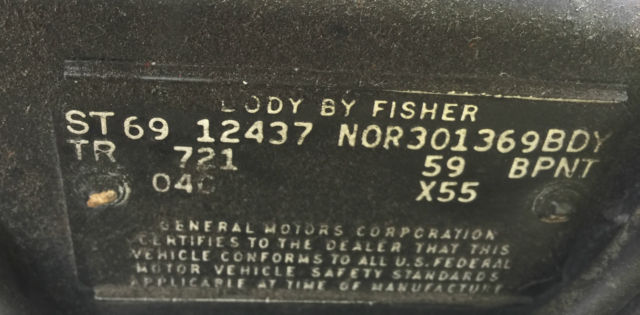 BODY BY FISHER
ST69 12437 NOR301369BDY
TR 721 59 BPNT
04C X55
GENERAL MOTORS CORPORATION
CERTIFIES TO THE DEALER THAT THIS
VEHICLE CONFORMS TO ALL U.S. FEDERAL
MOTOR VEHICLE SAFETY STANDARDS
APPLICABLE AT TIME OF MANUFACTURE